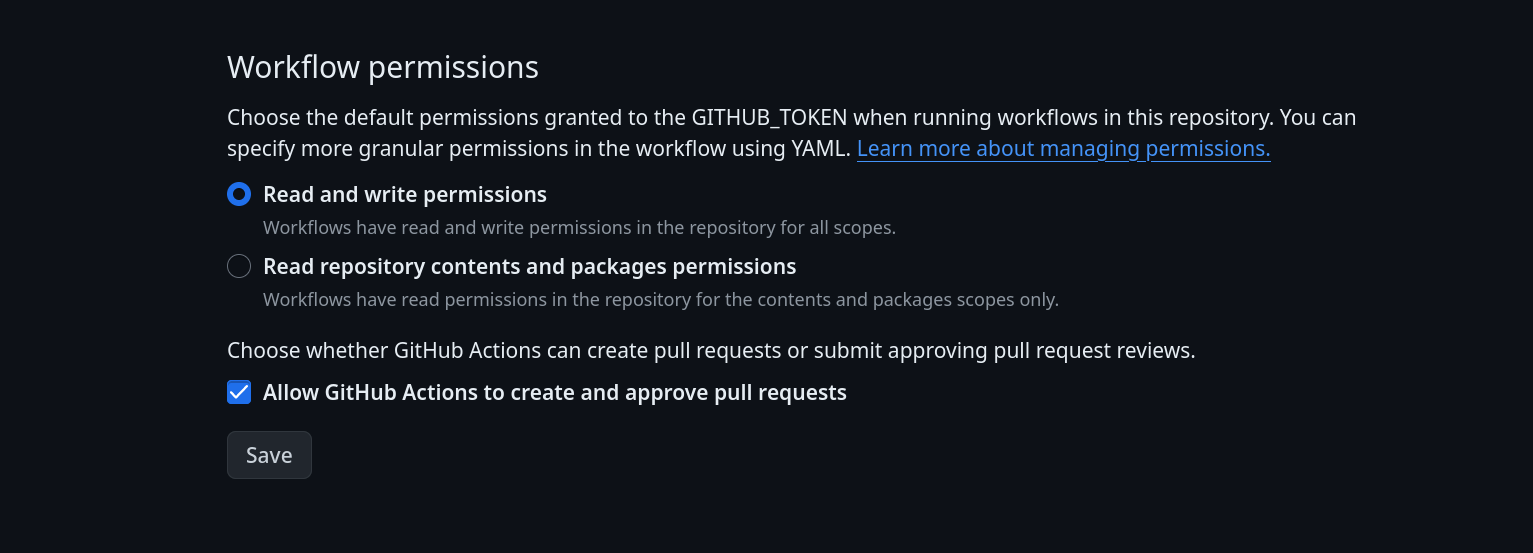 Workflow permissions
Choose the default permissions granted to the GITHUB_TOKEN when running workflows in this repository. You can
specify more granular permissions in the workflow using YAML. Learn more about managing permissions.
Read and write permissions
Workflows have read and write permissions in the repository for all scopes.
Read repository contents and packages permissions
Workflows have read permissions in the repository for the contents and packages scopes only.
Choose whether GitHub Actions can create pull requests or submit approving pull request reviews.
Allow GitHub Actions to create and approve pull requests
Save